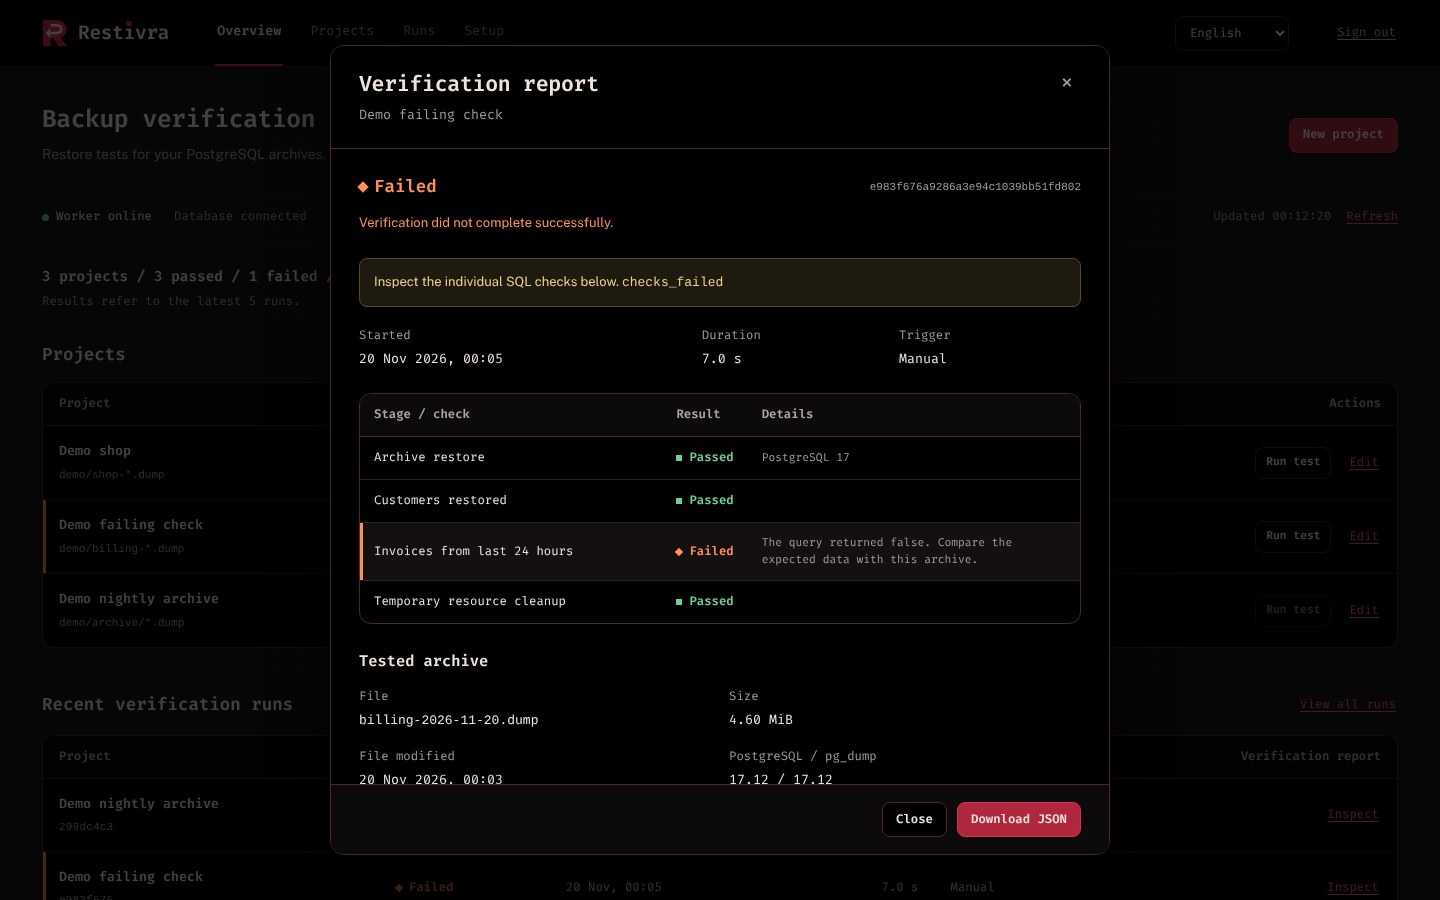 Restivra
Overview
Projects
Runs
Setup
English
Sign out
Backup verification
Restore tests for your PostgreSQL archives.
New project
Worker online
Database connected
Updated 00:12:20
Refresh
3 projects / 3 passed / 1 failed /
Results refer to the latest 5 runs.
Projects
Project
Actions
Demo shop
demo/shop-*.dump
Run test
Edit
Demo failing check
demo/billing-*.dump
Run test
Edit
Demo nightly archive
demo/archive/*.dump
Run test
Edit
Recent verification runs
View all runs
Project
Verification report
Demo nightly archive
299dc4c3
Inspect
Demo failing check
e983f676
Failed
20 Nov, 00:05
7.0 s
Manual
Inspect
Verification report
×
Demo failing check
Failed
e983f676a9286a3e94c1039bb51fd802
Verification did not complete successfully.
Inspect the individual SQL checks below. checks_failed
Started
Duration
Trigger
20 Nov 2026, 00:05
7.0 s
Manual
Stage / check
Result
Details
Archive restore
Passed
PostgreSQL 17
Customers restored
Passed
Invoices from last 24 hours
Failed
The query returned false. Compare the
expected data with this archive.
Temporary resource cleanup
Passed
Tested archive
File
Size
billing-2026-11-20.dump
4.60 MiB
File modified
PostgreSQL / pg_dump
20 Nov 2026, 00:03
17.12 / 17.12
Close
Download JSON